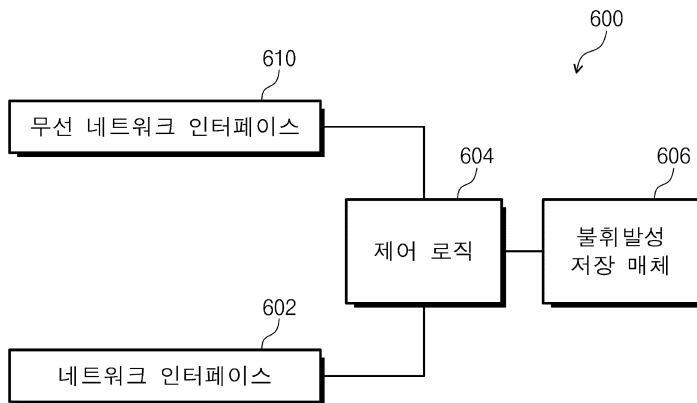 600
610
무선 네트워크 인터페이스
604
606
제어 로직
불휘발성
저장 매체
602
네트워크 인터페이스